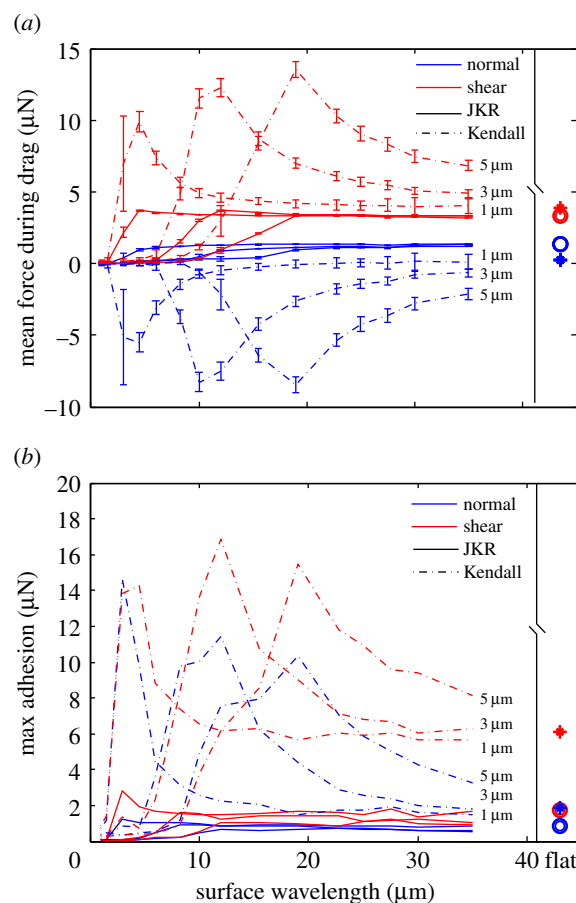 (a)
15
10
5
0
–5
–10
mean force during drag (µN)
normal
shear
JKR
Kendall
5 µm
3 µm
1 µm
1 µm
3 µm
5 µm
(b)
20
18
16
14
12
10
8
6
4
2
max adhesion (µN)
normal
shear
JKR
Kendall
5 µm
3 µm
1 µm
5 µm
3 µm
1 µm
0 10 20 30 40 flat
surface wavelength (µm)